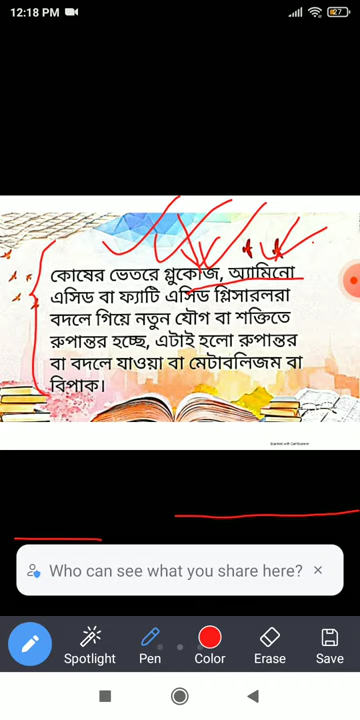 12:18 PM
27
কোষের ভেতরে গ্লুকোজ, অ্যামিনো
এসিড বা ফ্যাটি এসিড গ্লিসারলরা
বদলে গিয়ে নতুন যৌগ বা শক্তিতে
রুপান্তর হচ্ছে, এটাই হলো রুপান্তর
বা বদলে যাওয়া বা মেটাবলিজম বা
বিপাক।
Scanned with CamScanner
Who can see what you share here?
Spotlight Pen Color Erase Save